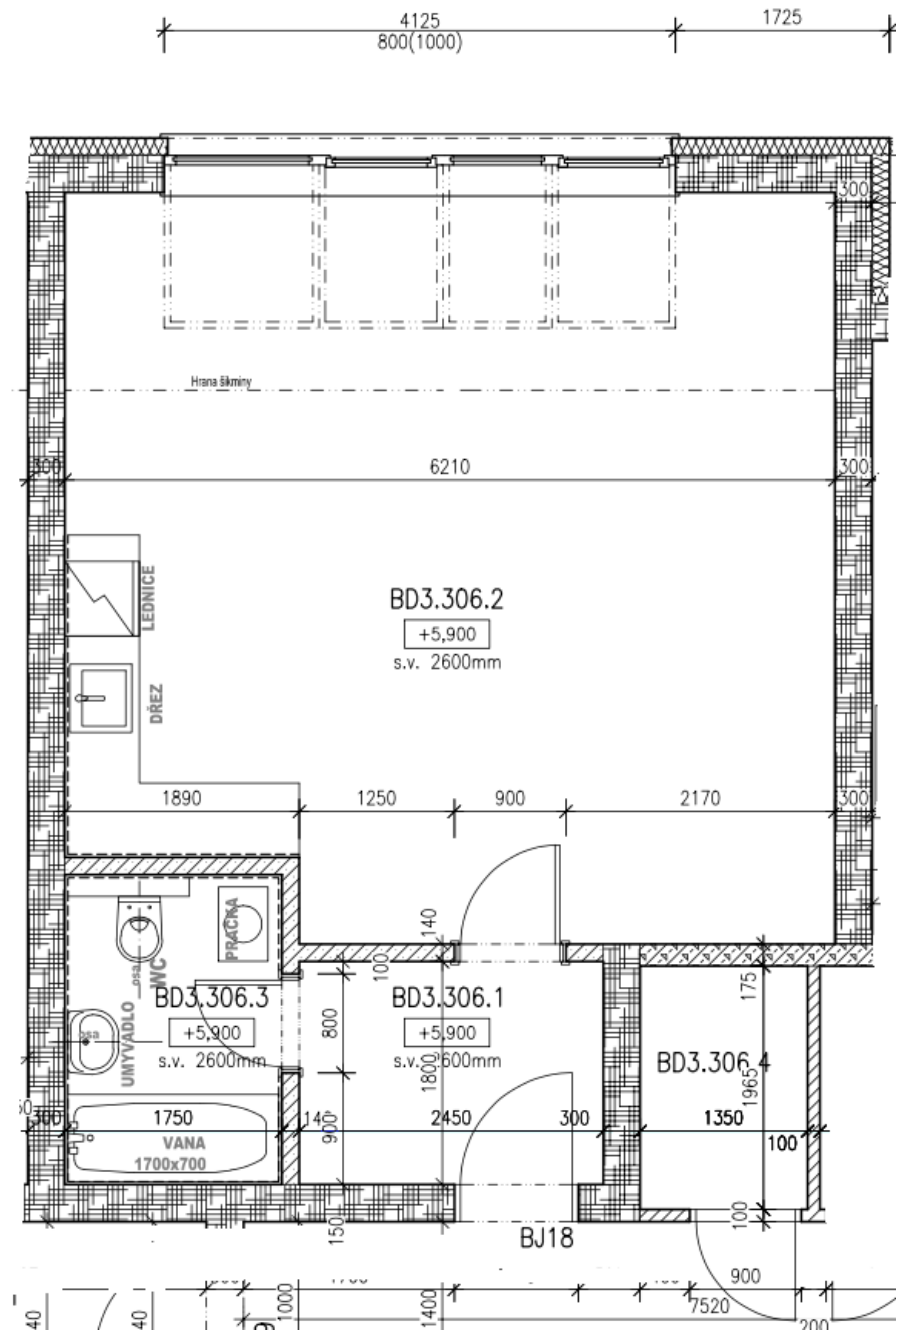 4125
1725
800(1000)
300
Hrana šikminy
300
6210
300
LEDNICE
BD3.306.2
+5,900
s.v. 2600mm
DŘEZ
1890
1250
900
2170
300
140
PRAČKA
100
osa
WC
175
BD3.306.3
BD3.306.1
+5,900
800
+5,900
osa
UMYVADLO
s.v. 2600mm
s.v. 2600mm
1800
BD3.306.4
1965
300
1750
140
900
2450
300
1350
VANA
100
1700x700
100
150
BJ18
900
1000
1400
7520
200
40
40